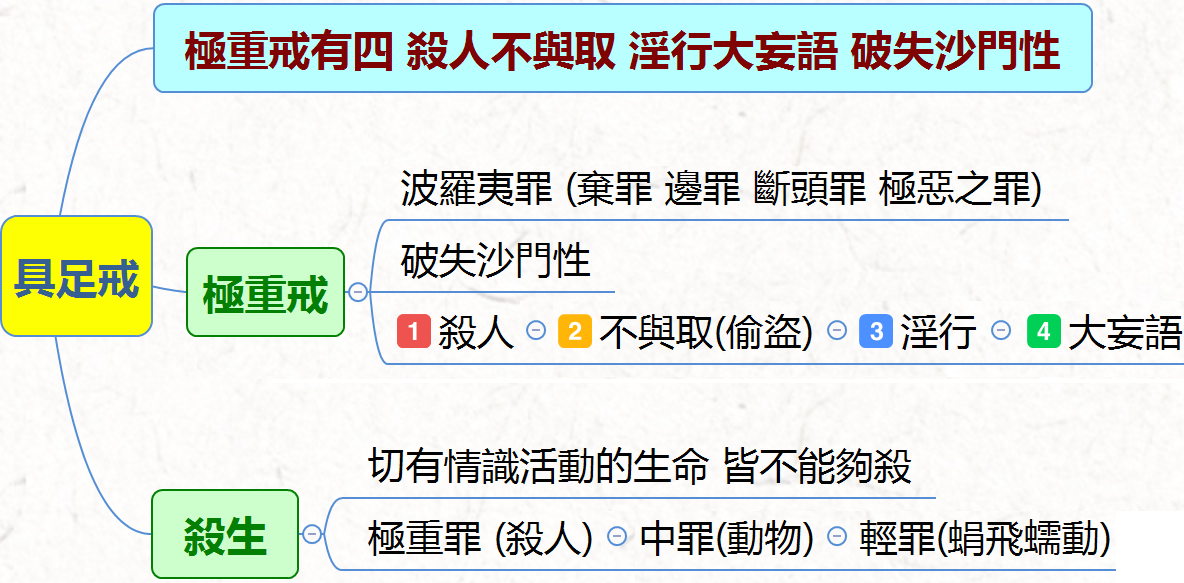 極重戒有四 殺人不與取 淫行大妄語 破失沙門性
具足戒
極重戒
波羅夷罪 (棄罪 邊罪 斷頭罪 極惡之罪)
破失沙門性
1 殺人 2 不與取(偷盜) 3 淫行 4 大妄語
殺生
切有情識活動的生命 皆不能夠殺
極重罪 (殺人) 中罪(動物) 輕罪(蜎飛蠕動)